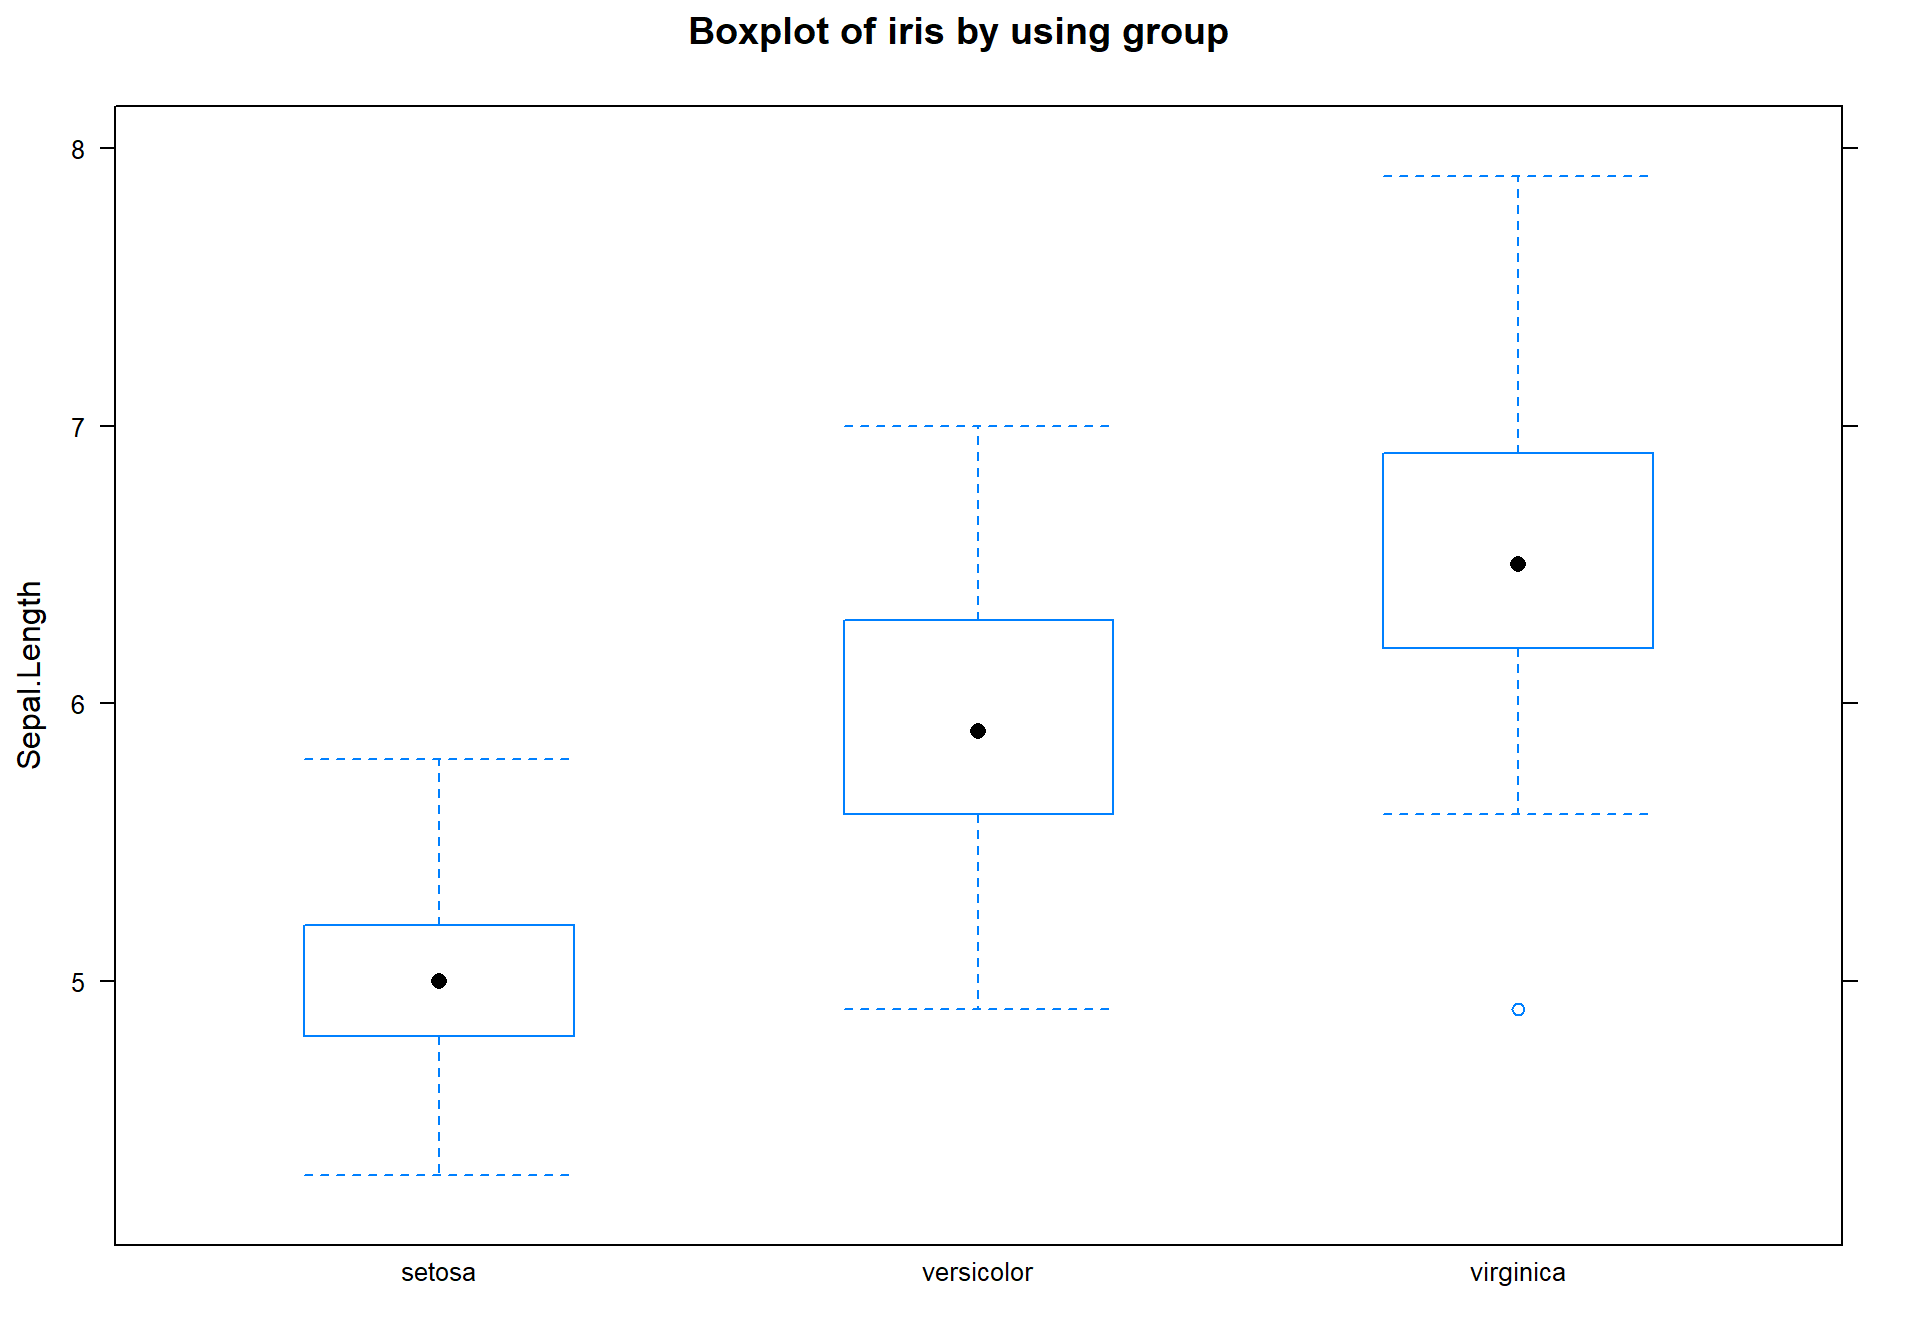 Boxplot of iris by using group
8
7
6
5
Sepal.Length
setosa versicolor virginica